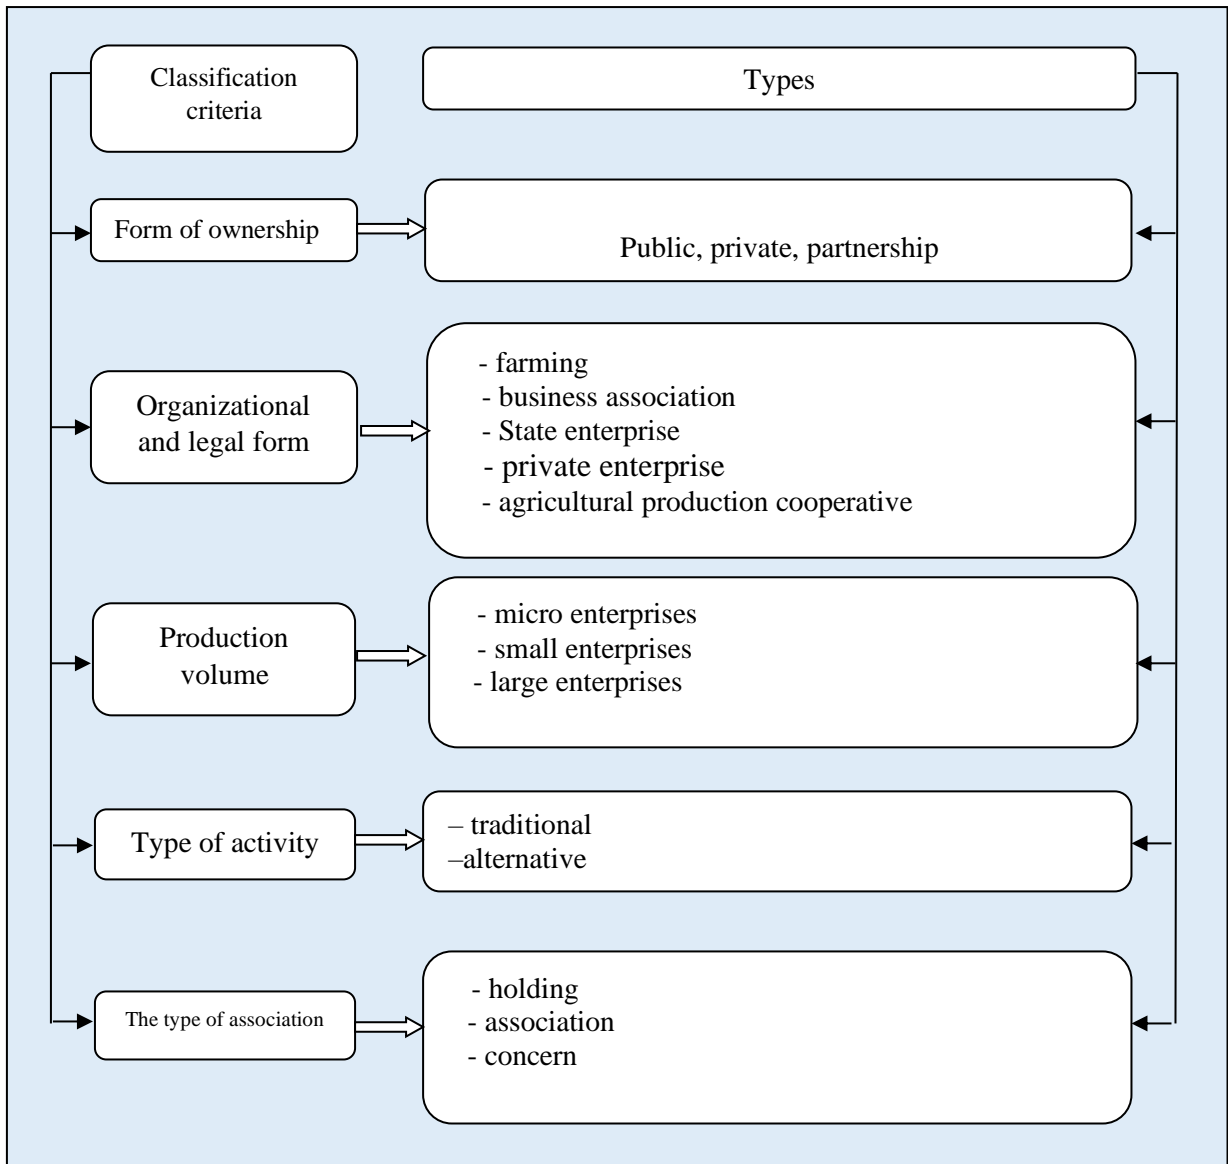 Classification
criteria
Types
Form of ownership
Public, private, partnership
Organizational
and legal form
- farming
- business association
- State enterprise
- private enterprise
- agricultural production cooperative
Production
volume
- micro enterprises
- small enterprises
- large enterprises
Type of activity
– traditional
–alternative
The type of association
- holding
- association
- concern